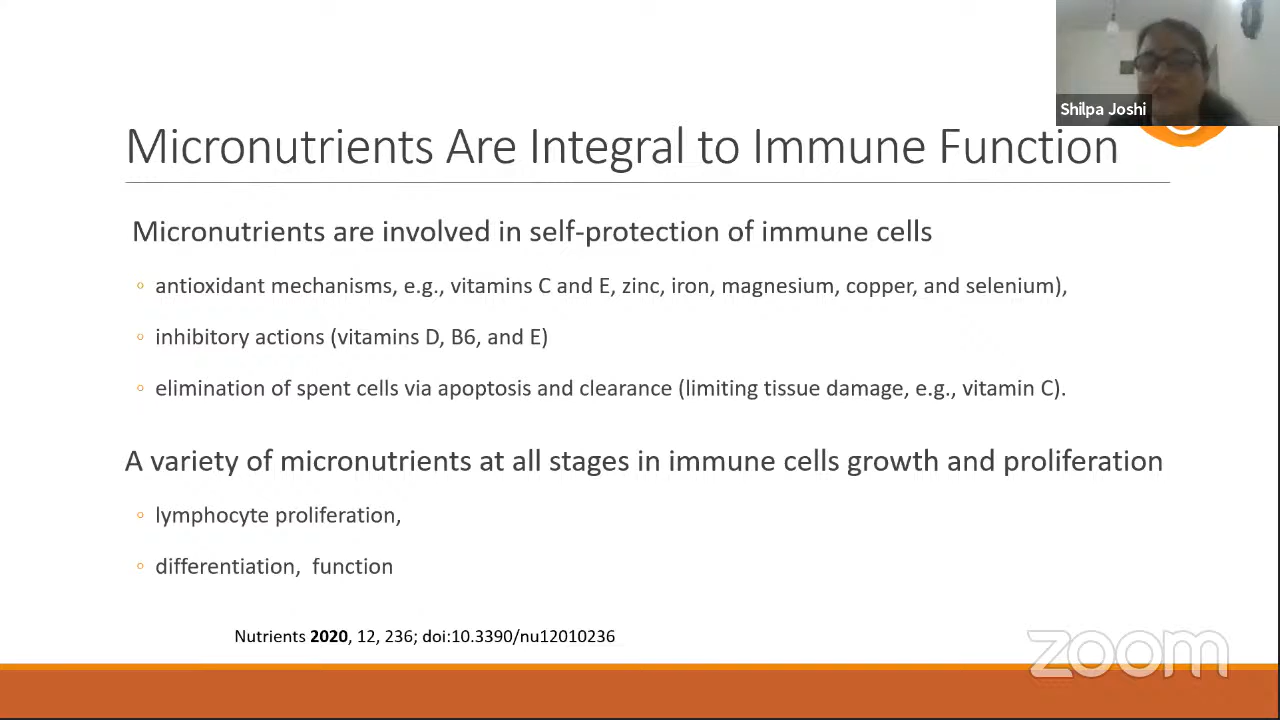 Shilpa Joshi
Micronutrients Are Integral to Immune Function
Micronutrients are involved in self-protection of immune cells
antioxidant mechanisms, e.g., vitamins C and E, zinc, iron, magnesium, copper, and selenium),
inhibitory actions (vitamins D, B6, and E)
elimination of spent cells via apoptosis and clearance (limiting tissue damage, e.g., vitamin C).
A variety of micronutrients at all stages in immune cells growth and proliferation
lymphocyte proliferation,
differentiation,  function
Nutrients 2020, 12, 236; doi:10.3390/nu12010236
zoom